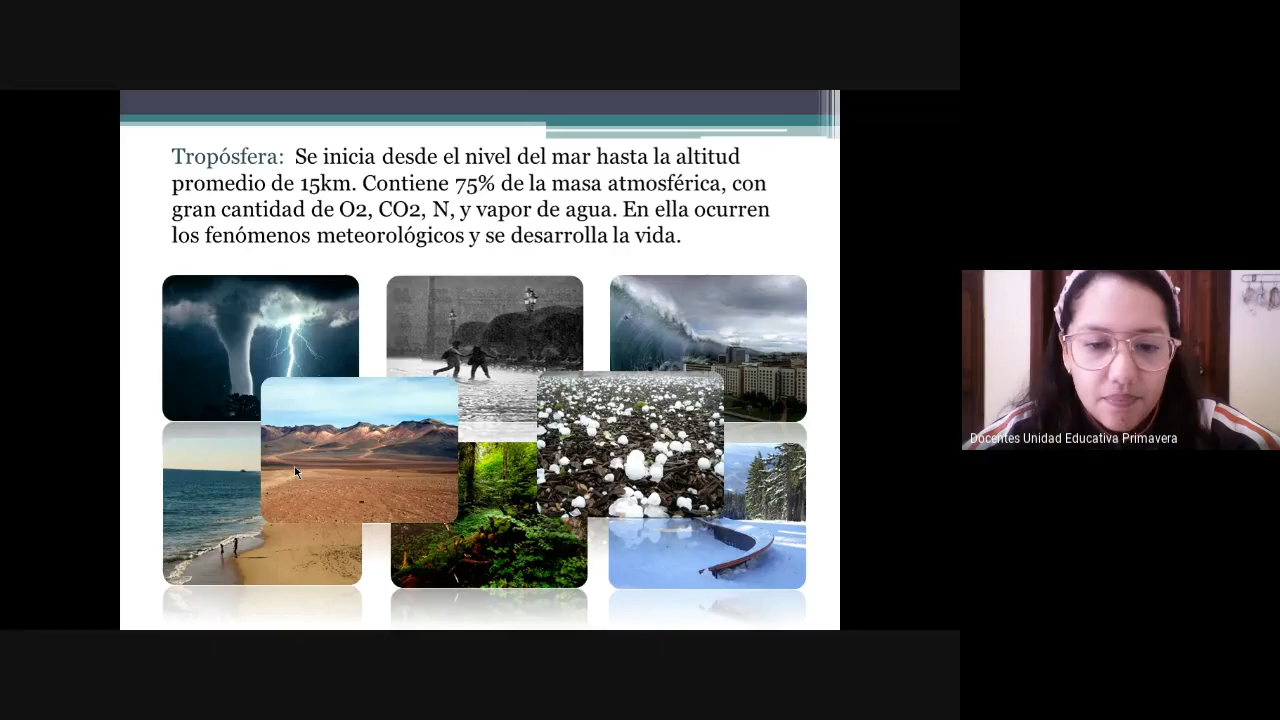 Tropósfera: Se inicia desde el nivel del mar hasta la altitud
promedio de 15km. Contiene 75% de la masa atmosférica, con
gran cantidad de O2, CO2, N, y vapor de agua. En ella ocurren
los fenómenos meteorológicos y se desarrolla la vida.
Docentes Unidad Educativa Primavera